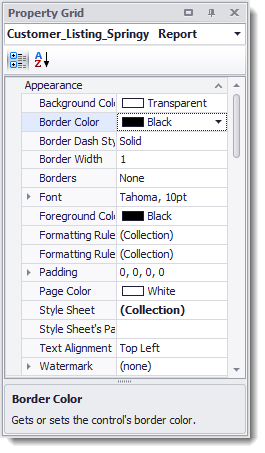 Property Grid
Customer_Listing_Springy Report
A
Z
Appearance
Background Colo Transparent
Border Color Black
Border Dash Sty Solid
Border Width 1
Borders None
Font Tahoma, 10pt
Foreground Colo Black
Formatting Rule (Collection)
Formatting Rule (Collection)
Padding 0, 0, 0, 0
Page Color White
Style Sheet (Collection)
Style Sheet's Pa
Text Alignment Top Left
Watermark (none)
Border Color
Gets or sets the control's border color.